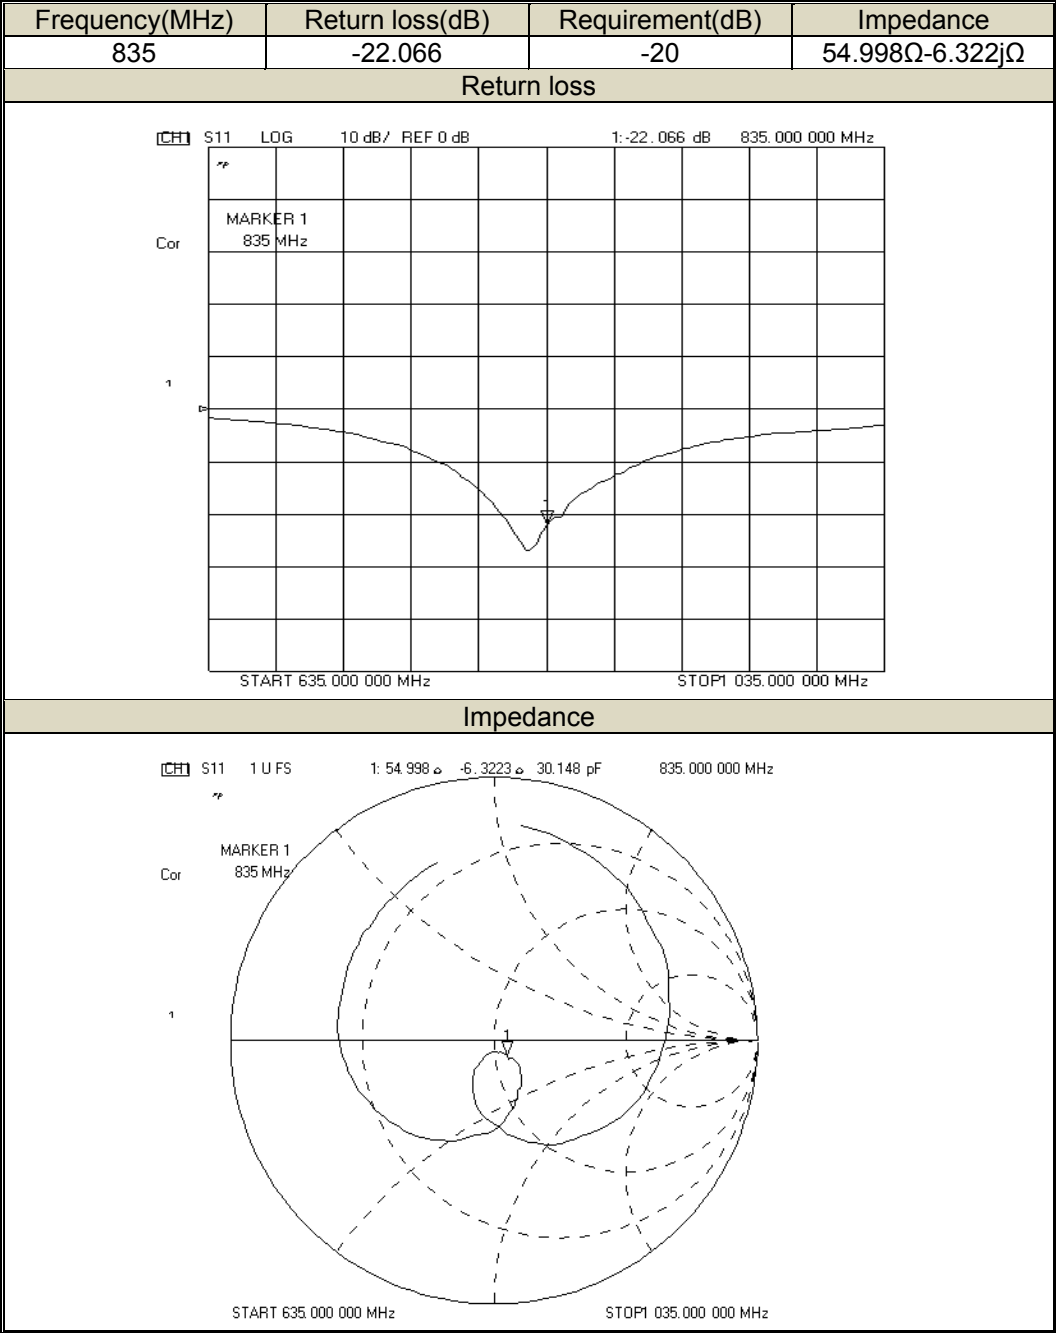 Frequency(MHz) Return loss(dB) Requirement(dB) Impedance
835 -22.066 -20 54.998Ω-6.322jΩ
Return loss
CH1 S11 LOG 10 dB/ REF 0 dB 1:-22.066 dB 835.000 000 MHz
MARKER 1
835 MHz
Cor
1
1
START 635.000 000 MHz STOP1 035.000 000 MHz
Impedance
CH1 S11 1 U FS 1: 54.998 Ω -6.3223 Ω 30.148 pF 835.000 000 MHz
MARKER 1
835 MHz
Cor
1
1
START 635.000 000 MHz STOP1 035.000 000 MHz